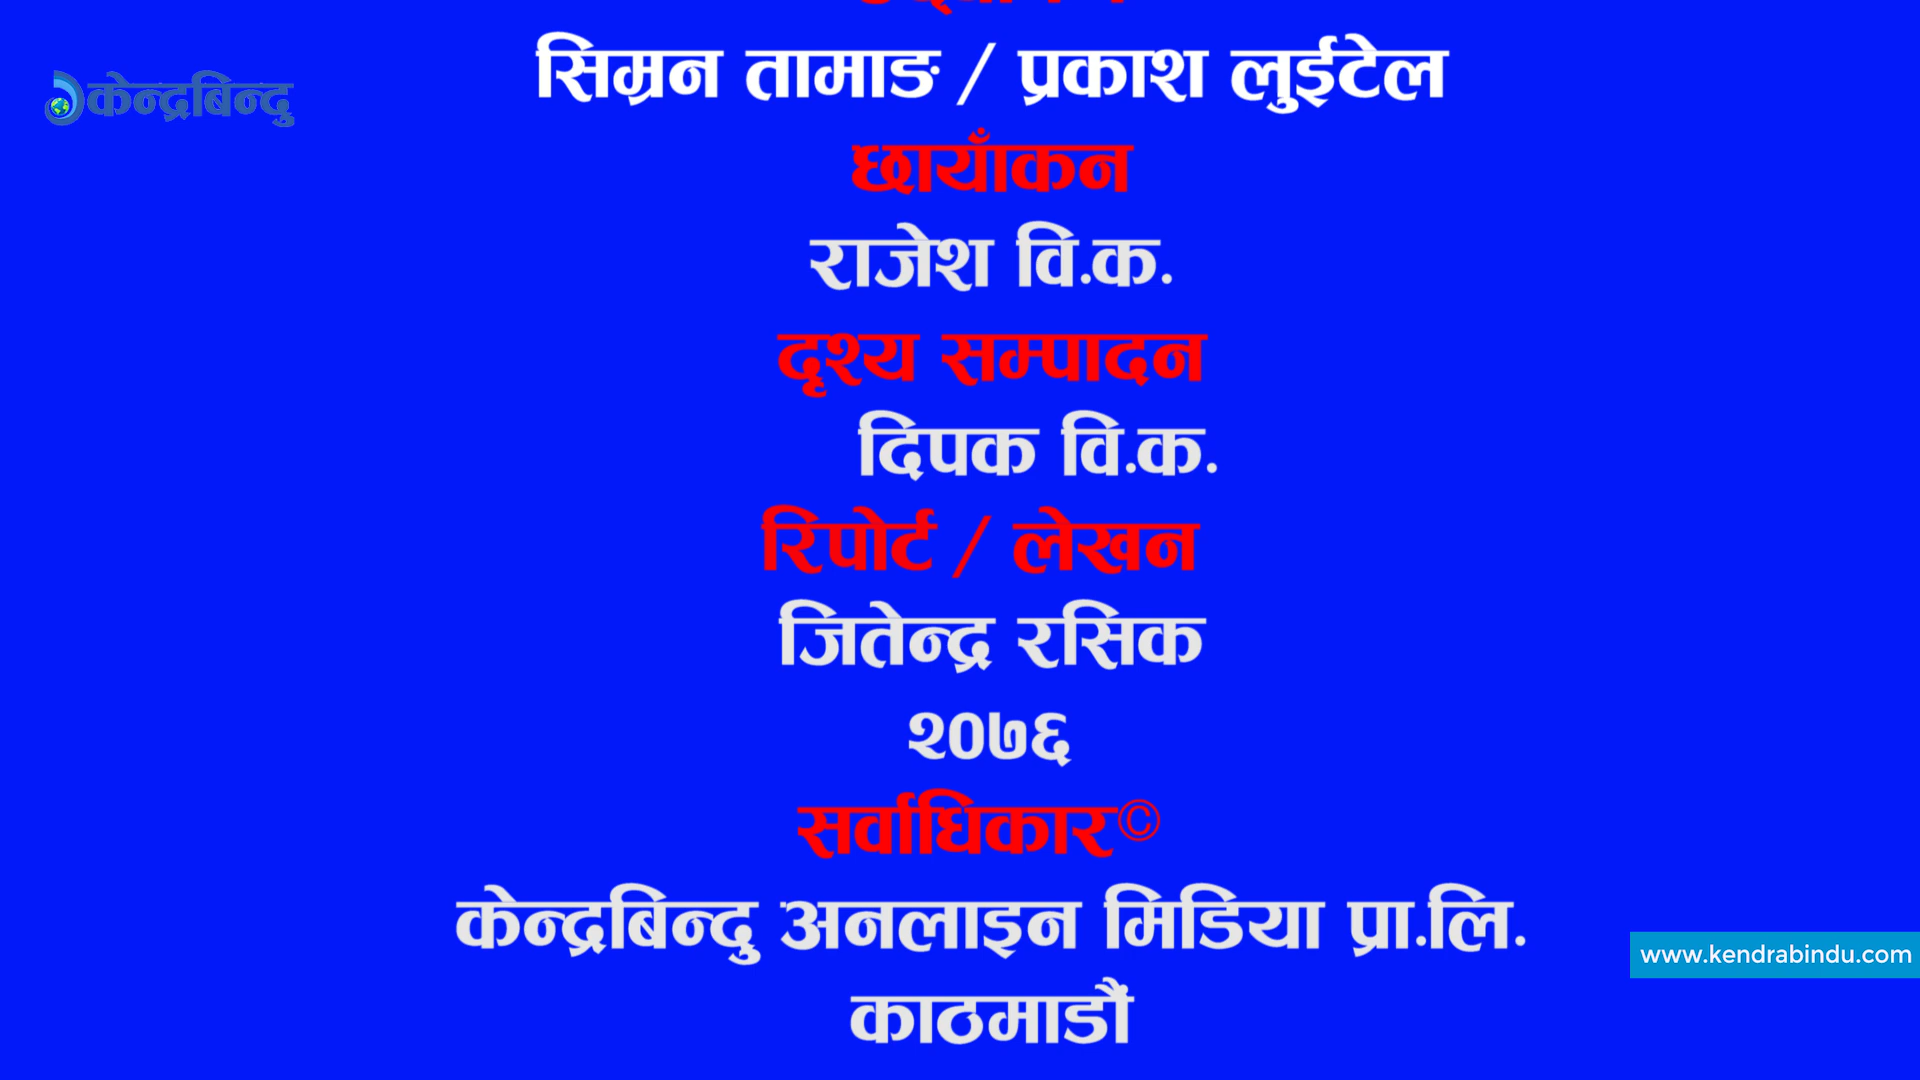 सिम्रन तामाङ / प्रकाश लुईटेल
केन्द्रबिन्दु
छायाँकन
राजेश वि.क.
दृश्य सम्पादन
दिपक वि.क.
रिपोर्ट / लेखन
जितेन्द्र रसिक
२०७६
सर्वाधिकार©
केन्द्रबिन्दु अनलाइन मिडिया प्रा.लि.
www.kendrabindu.com
काठमाडौं